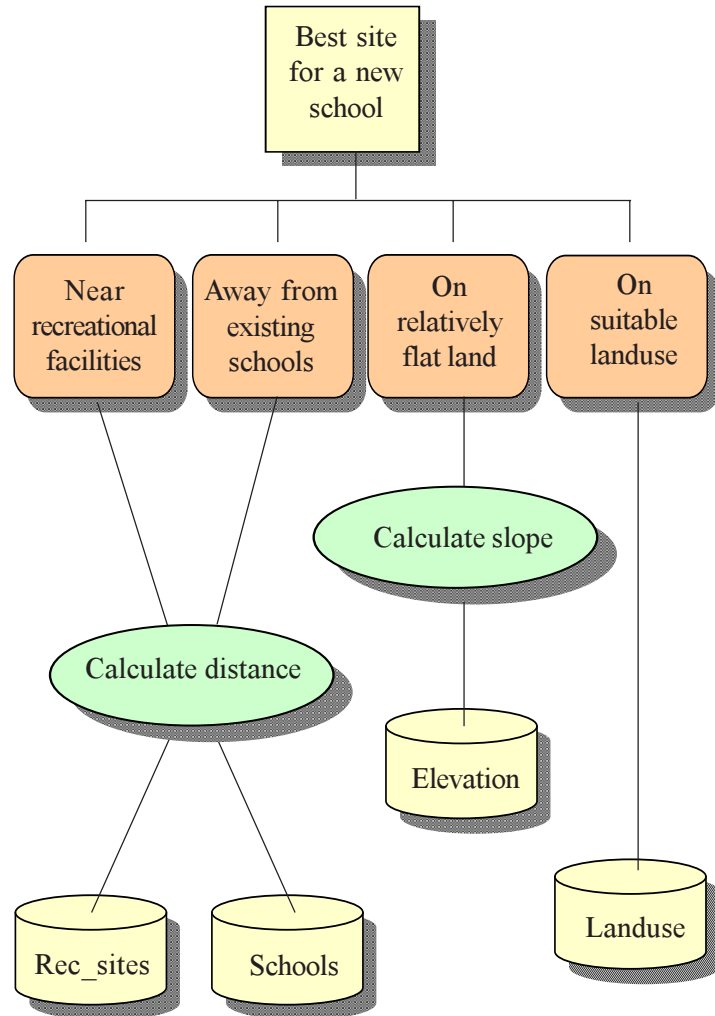 Best site
for a new
school
Near
recreational
facilities
Away from
existing
schools
On
relatively
flat land
On
suitable
landuse
Calculate slope
Calculate distance
Elevation
Landuse
Rec_sites
Schools